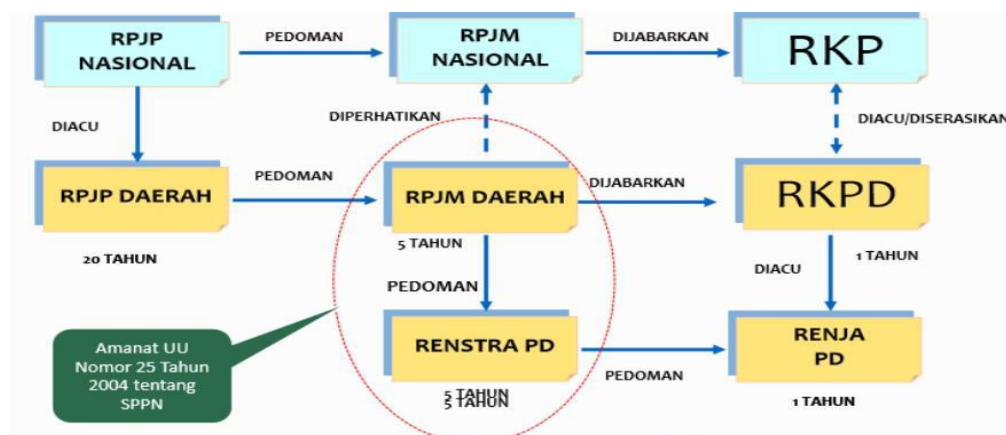 RPJP
NASIONAL
PEDOMAN
RPJM
NASIONAL
DIJABARKAN
RKP
DIACU
DIPERHATIKAN
DIACU/DISERASIKAN
RPJP DAERAH
PEDOMAN
RPJM DAERAH
DIJABARKAN
RKPD
20 TAHUN
5 TAHUN
1 TAHUN
PEDOMAN
DIACU
Amanat UU
Nomor 25 Tahun
2004 tentang
SPPN
RENSTRA PD
PEDOMAN
RENJA
PD
5 TAHUN
5 TAHUN
1 TAHUN